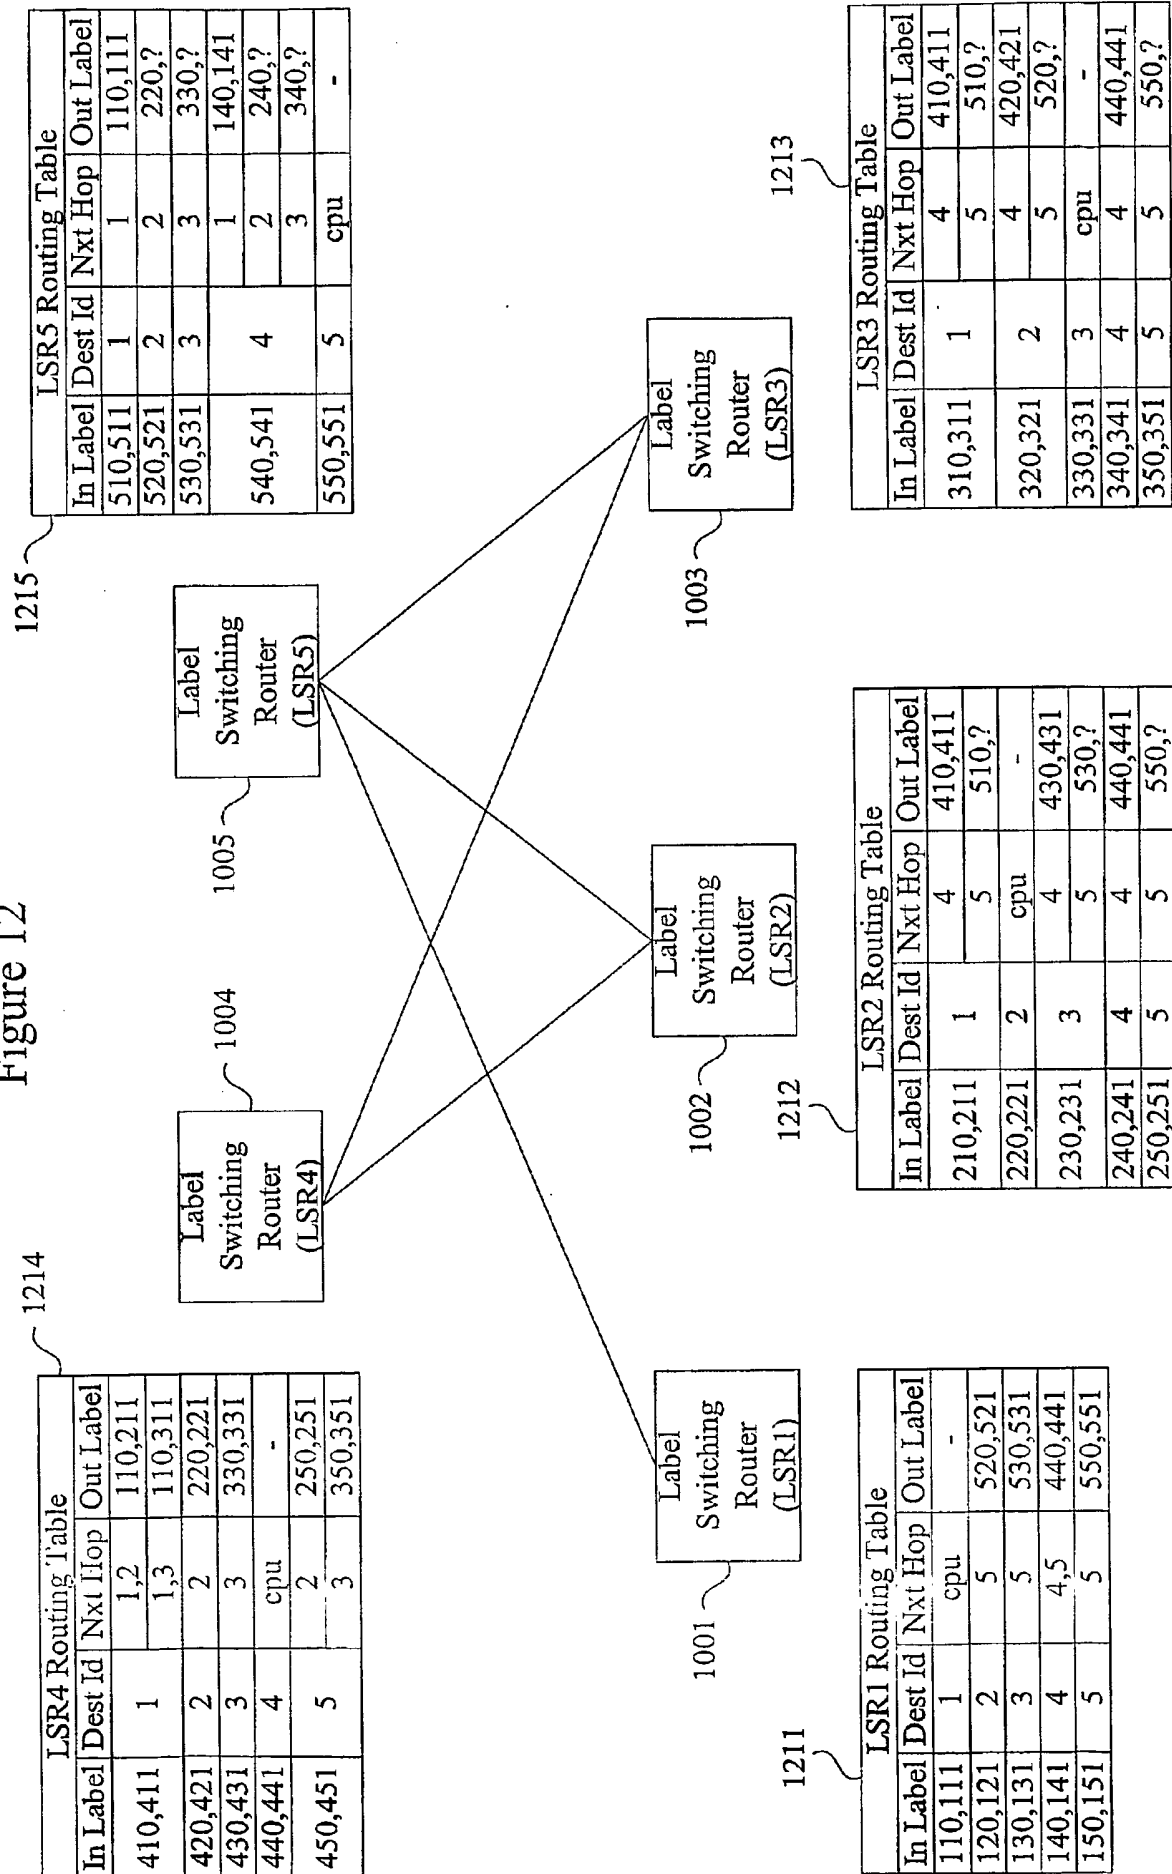 Figure 12
1214
LSR4 Routing Table
In Label Dest Id Nxt Hop Out Label
410,411 1 1,2 110,211
1,3 110,311
420,421 2 2 220,221
430,431 3 3 330,331
440,441 4 cpu -
450,451 5 2 250,251
3 350,351
1215
LSR5 Routing Table
In Label Dest Id Nxt Hop Out Label
510,511 1 1 110,111
520,521 2 2 220,?
530,531 3 3 330,?
540,541 4 1 140,141
2 240,?
3 340,?
550,551 5 cpu -
1004
Label
Switching
Router
(LSR4)
1005
Label
Switching
Router
(LSR5)
1001
Label
Switching
Router
(LSR1)
1002
Label
Switching
Router
(LSR2)
1003
Label
Switching
Router
(LSR3)
1211
LSR1 Routing Table
In Label Dest Id Nxt Hop Out Label
110,111 1 cpu -
120,121 2 5 520,521
130,131 3 5 530,531
140,141 4 4,5 440,441
150,151 5 5 550,551
1212
LSR2 Routing Table
In Label Dest Id Nxt Hop Out Label
210,211 1 4 410,411
5 510,?
220,221 2 cpu -
230,231 3 4 430,431
5 530,?
240,241 4 4 440,441
250,251 5 5 550,?
1213
LSR3 Routing Table
In Label Dest Id Nxt Hop Out Label
310,311 1 4 410,411
5 510,?
320,321 2 4 420,421
5 520,?
330,331 3 cpu -
340,341 4 4 440,441
350,351 5 5 550,?